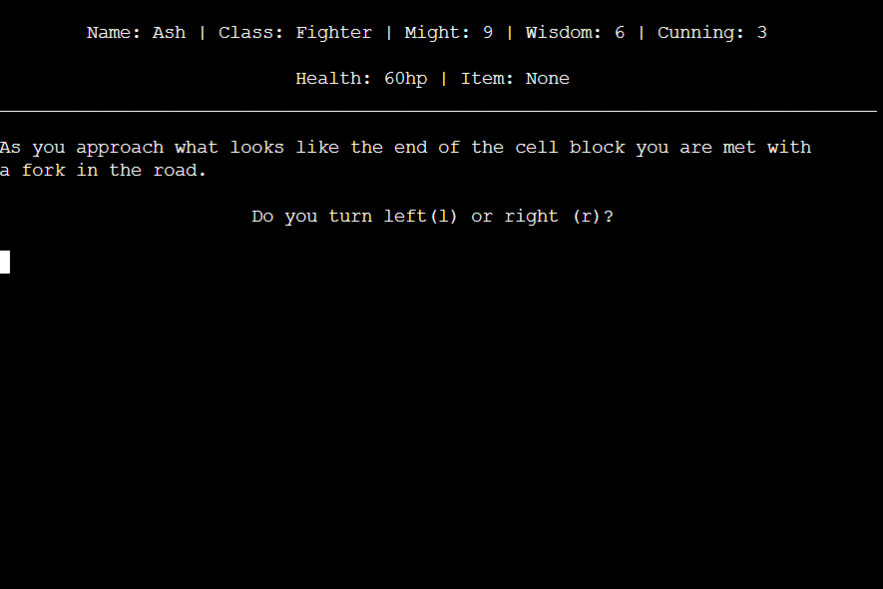 Name: Ash | Class: Fighter | Might: 9 | Wisdom: 6 | Cunning: 3
Health: 60hp | Item: None
As you approach what looks like the end of the cell block you are met with
a fork in the road.
Do you turn left(l) or right (r)?